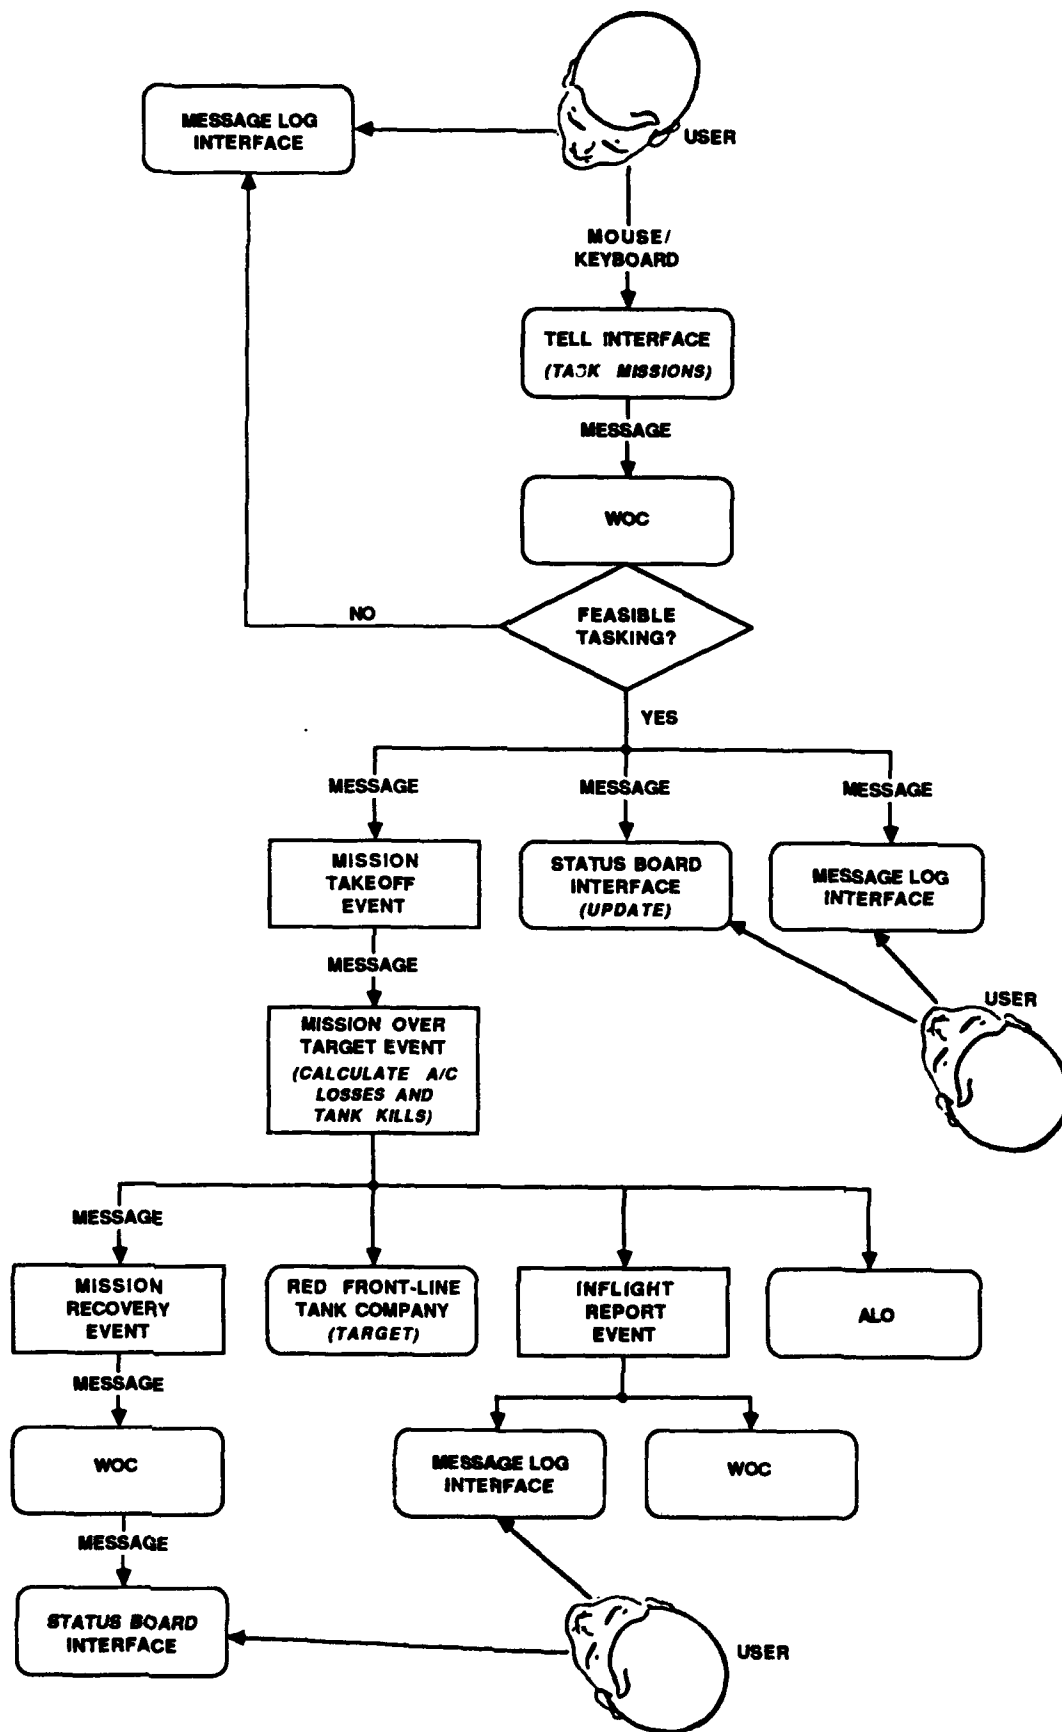 MESSAGE LOG
INTERFACE
USER
MOUSE/
KEYBOARD
TELL INTERFACE
(TASK MISSIONS)
MESSAGE
WOC
FEASIBLE
TASKING?
NO
YES
MESSAGE
MESSAGE
MESSAGE
MISSION
TAKEOFF
EVENT
STATUS BOARD
INTERFACE
(UPDATE)
MESSAGE LOG
INTERFACE
MESSAGE
USER
MISSION OVER
TARGET EVENT
(CALCULATE A/C
LOSSES AND
TANK KILLS)
MESSAGE
MISSION
RECOVERY
EVENT
RED FRONT-LINE
TANK COMPANY
(TARGET)
INFLIGHT
REPORT
EVENT
ALO
MESSAGE
WOC
MESSAGE LOG
INTERFACE
WOC
MESSAGE
STATUS BOARD
INTERFACE
USER